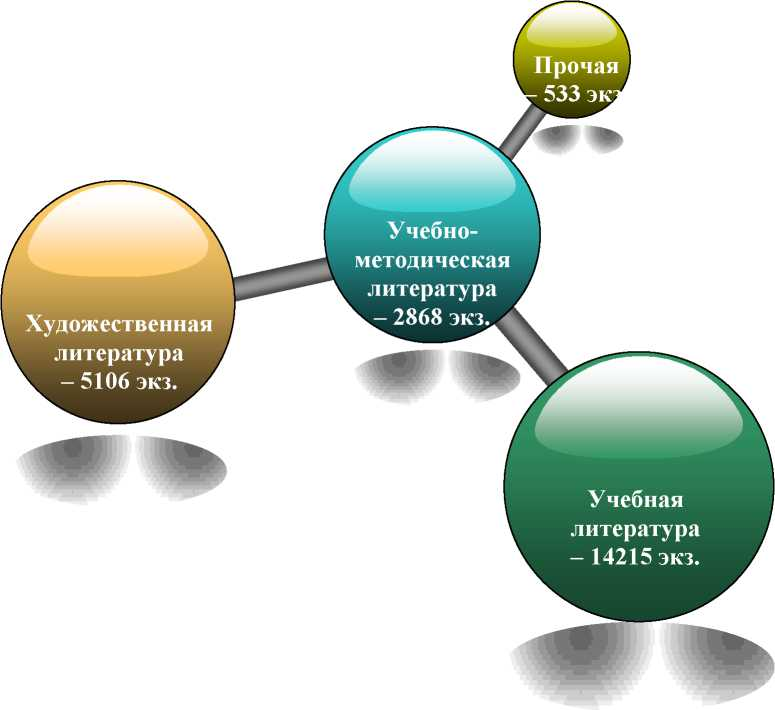 Прочая
– 533 экз
Учебно-
методическая
литература
– 2868 экз.
Художественная
литература
– 5106 экз.
Учебная
литература
– 14215 экз.